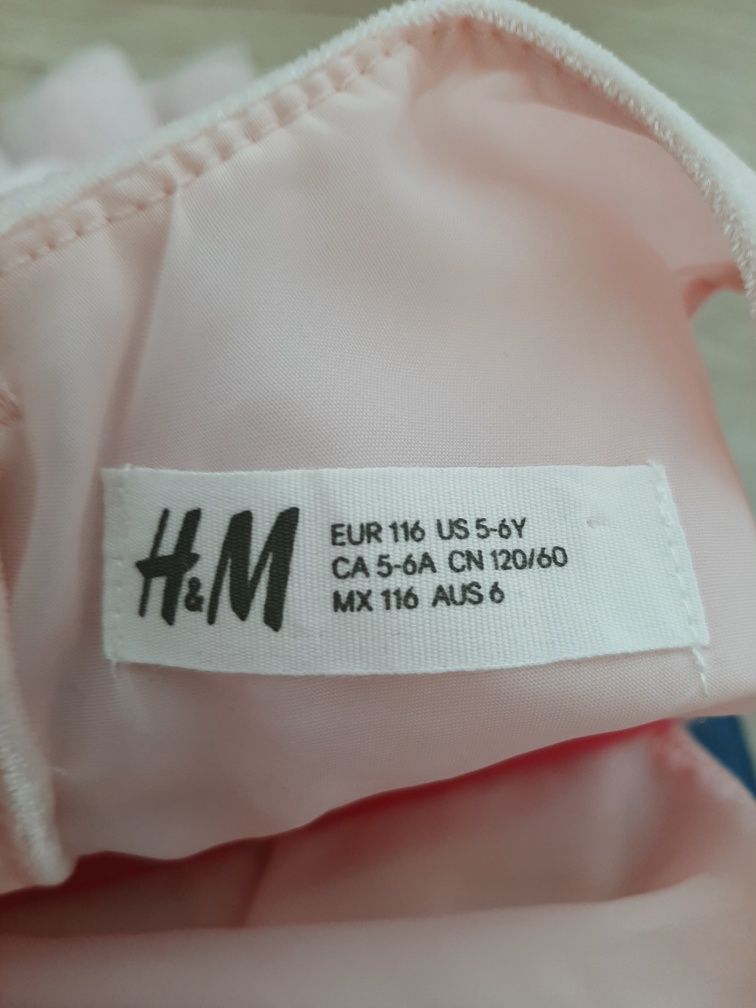 H&M
EUR 116 US 5-6Y
CA 5-6A CN 120/60
MX 116 AUS 6